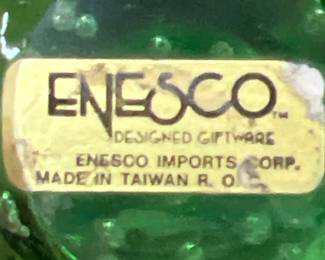 ENESCO™
DESIGNED GIFTWARE
ENESCO IMPORTS CORP.
MADE IN TAIWAN R. O.